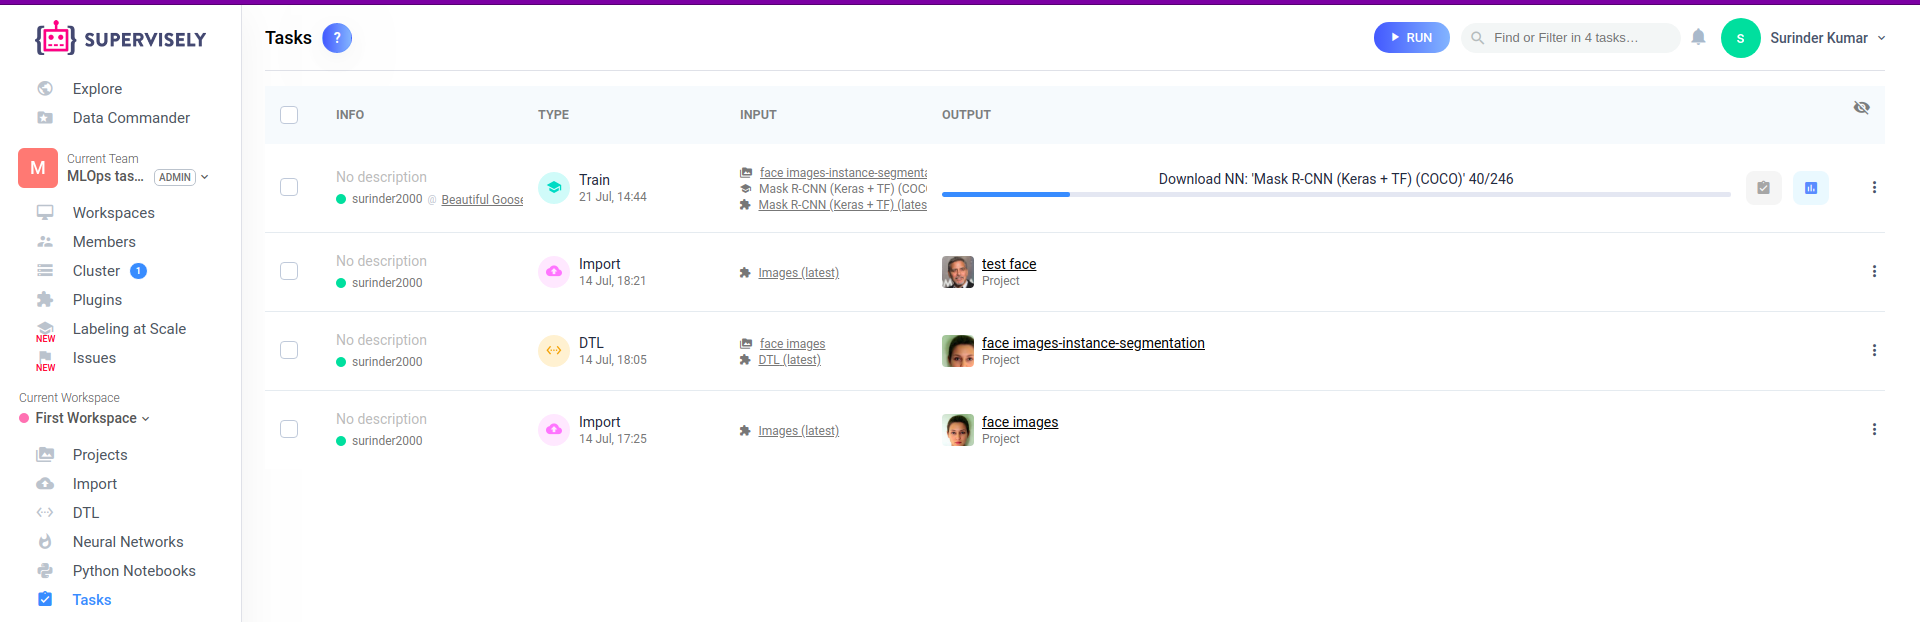 SUPERVISELY
Tasks ?
RUN
Find or Filter in 4 tasks...
S
Surinder Kumar
Explore
Data Commander
M
Current Team
MLOps tas... ADMIN
Workspaces
Members
Cluster 1
Plugins
Labeling at Scale
NEW
Issues
NEW
Current Workspace
First Workspace
Projects
Import
DTL
Neural Networks
Python Notebooks
Tasks
INFO TYPE INPUT OUTPUT
No description
surinder2000 @ Beautiful Goose
Train
21 Jul, 14:44
face images-instance-segmenta
Mask R-CNN (Keras + TF) (COC
Mask R-CNN (Keras + TF) (lates
Download NN: 'Mask R-CNN (Keras + TF) (COCO)' 40/246
No description
surinder2000
Import
14 Jul, 18:21
Images (latest)
test face
Project
No description
surinder2000
DTL
14 Jul, 18:05
face images
DTL (latest)
face images-instance-segmentation
Project
No description
surinder2000
Import
14 Jul, 17:25
Images (latest)
face images
Project